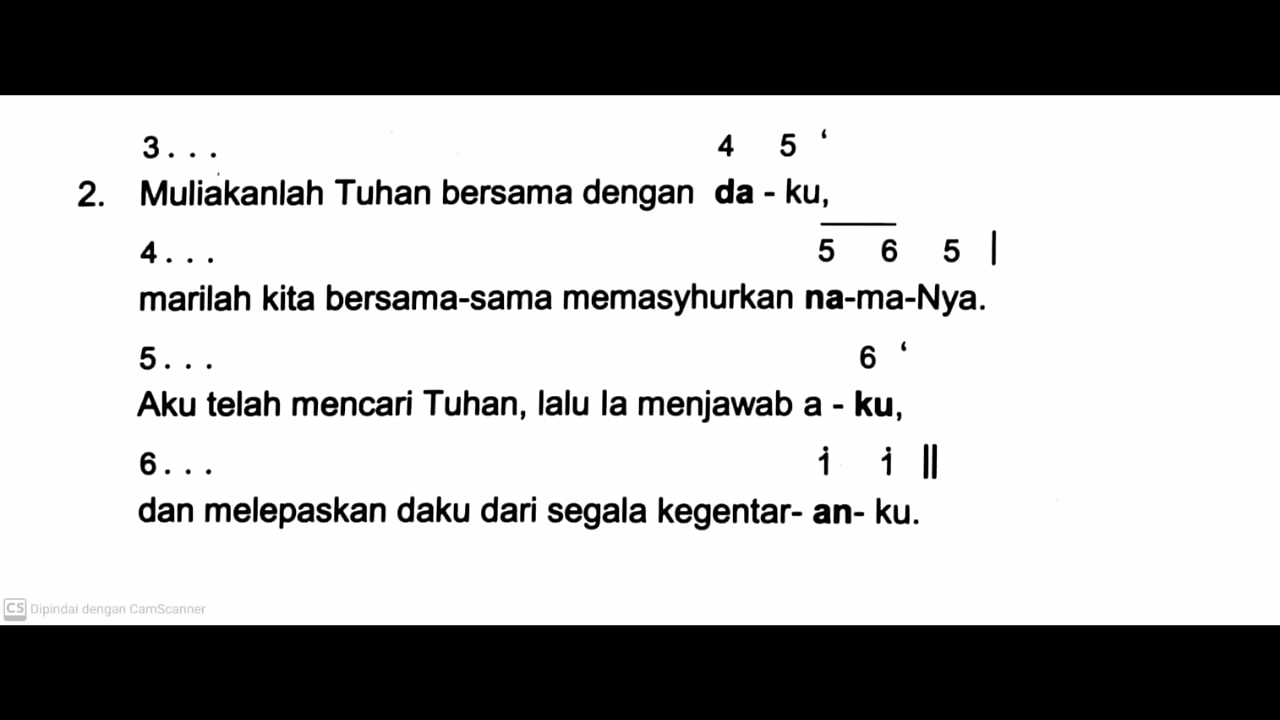 3 . . . 4 5 ‘
2. Muliakanlah Tuhan bersama dengan da - ku,
4 . . . 5 6 5 |
marilah kita bersama-sama memasyhurkan na-ma-Nya.
5 . . . 6 ‘
Aku telah mencari Tuhan, lalu Ia menjawab a - ku,
6 . . . i i ||
dan melepaskan daku dari segala kegentar- an- ku.
CS Dipindai dengan CamScanner